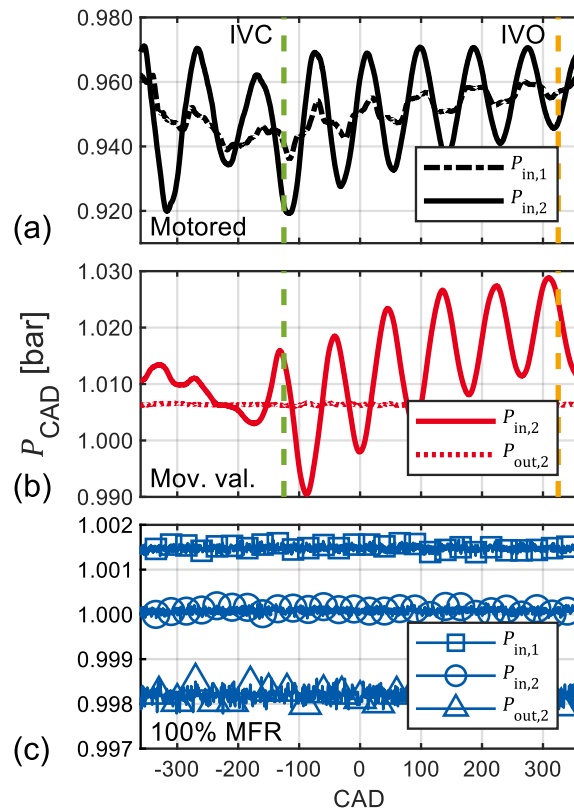 IVC
IVO
0.980
0.960
0.940
0.920
P_in,1
P_in,2
(a)
Motored
1.030
1.020
1.010
1.000
0.990
P_CAD [bar]
P_in,2
P_out,2
(b)
Mov. val.
1.002
1.001
1.000
0.999
0.998
0.997
P_in,1
P_in,2
P_out,2
(c)
100% MFR
-300 -200 -100 0 100 200 300
CAD